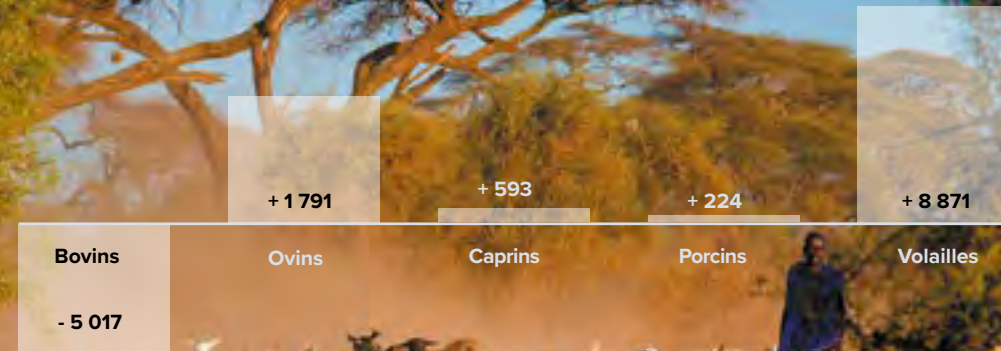 + 1 791
+ 593
+ 224
+ 8 871
Bovins
Ovins
Caprins
Porcins
Volailles
- 5 017